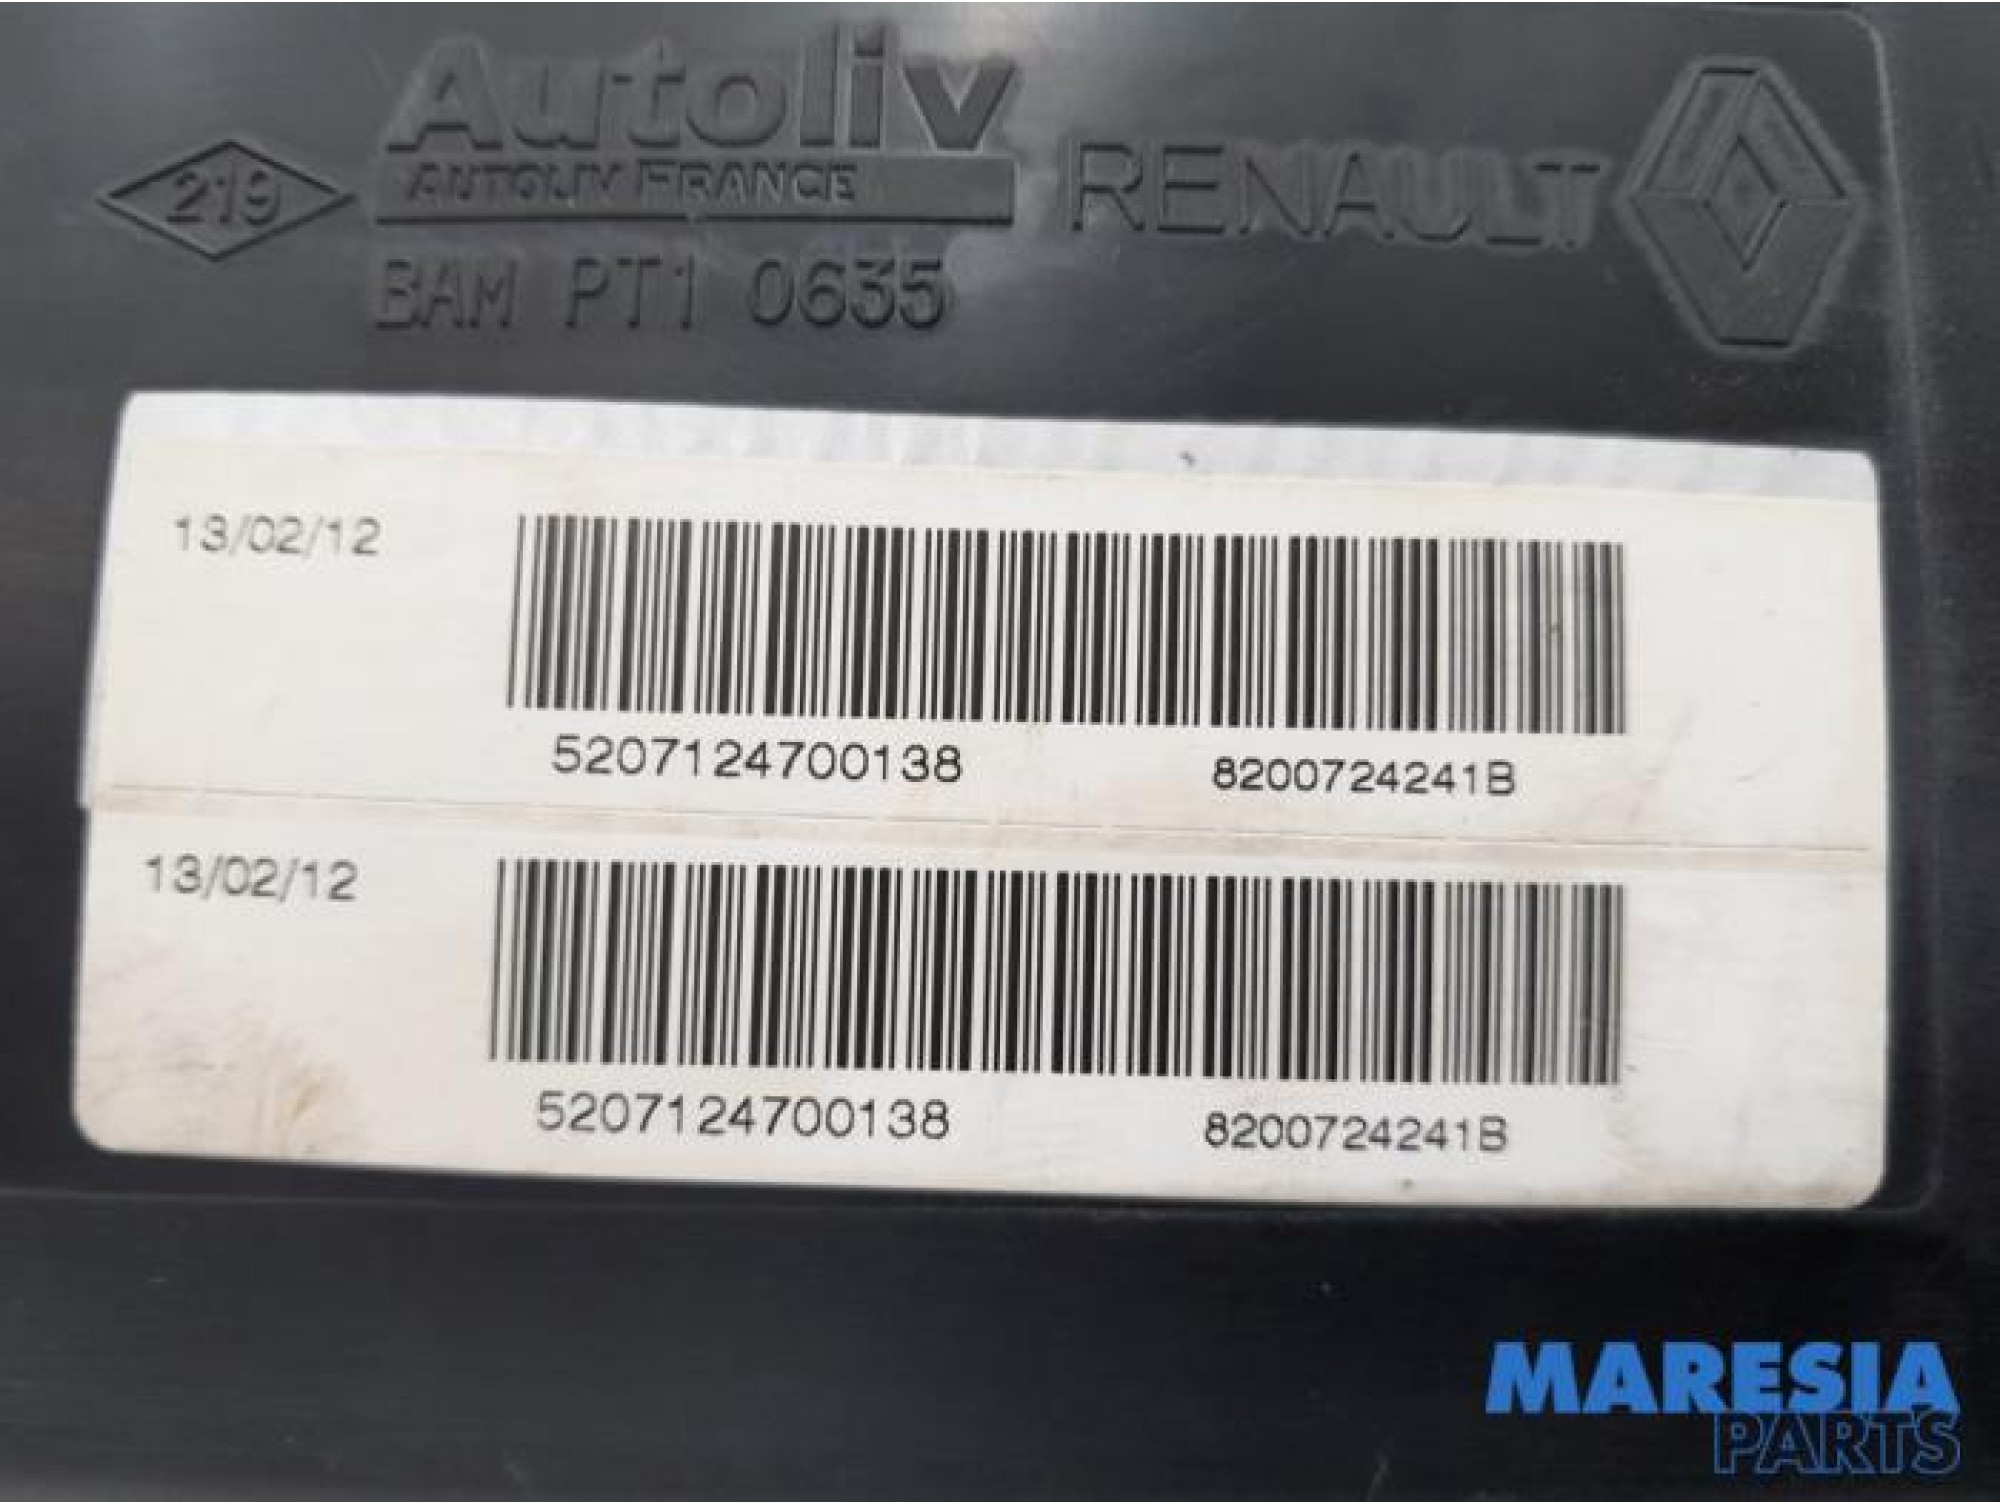 Autoliv
AUTOLIV FRANCE
219
RENAULT
BAM PT1 0635
13/02/12
5207124700138 8200724241B
13/02/12
5207124700138 8200724241B
MARESIA
PARTS